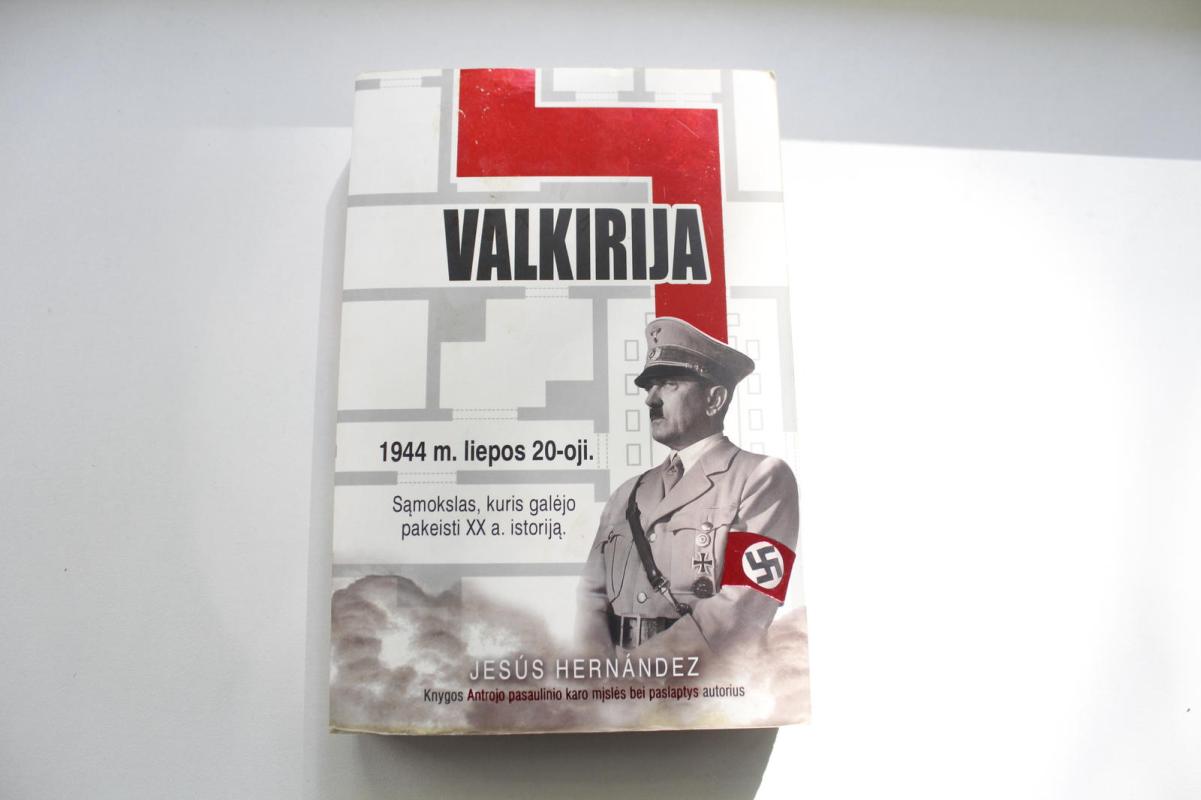 VALKIRIJA
1944 m. liepos 20-oji.
Sąmokslas, kuris galėjo
pakeisti XX a. istoriją.
JESÚS HERNÁNDEZ
Knygos Antrojo pasaulinio karo mįslės bei paslaptys autorius